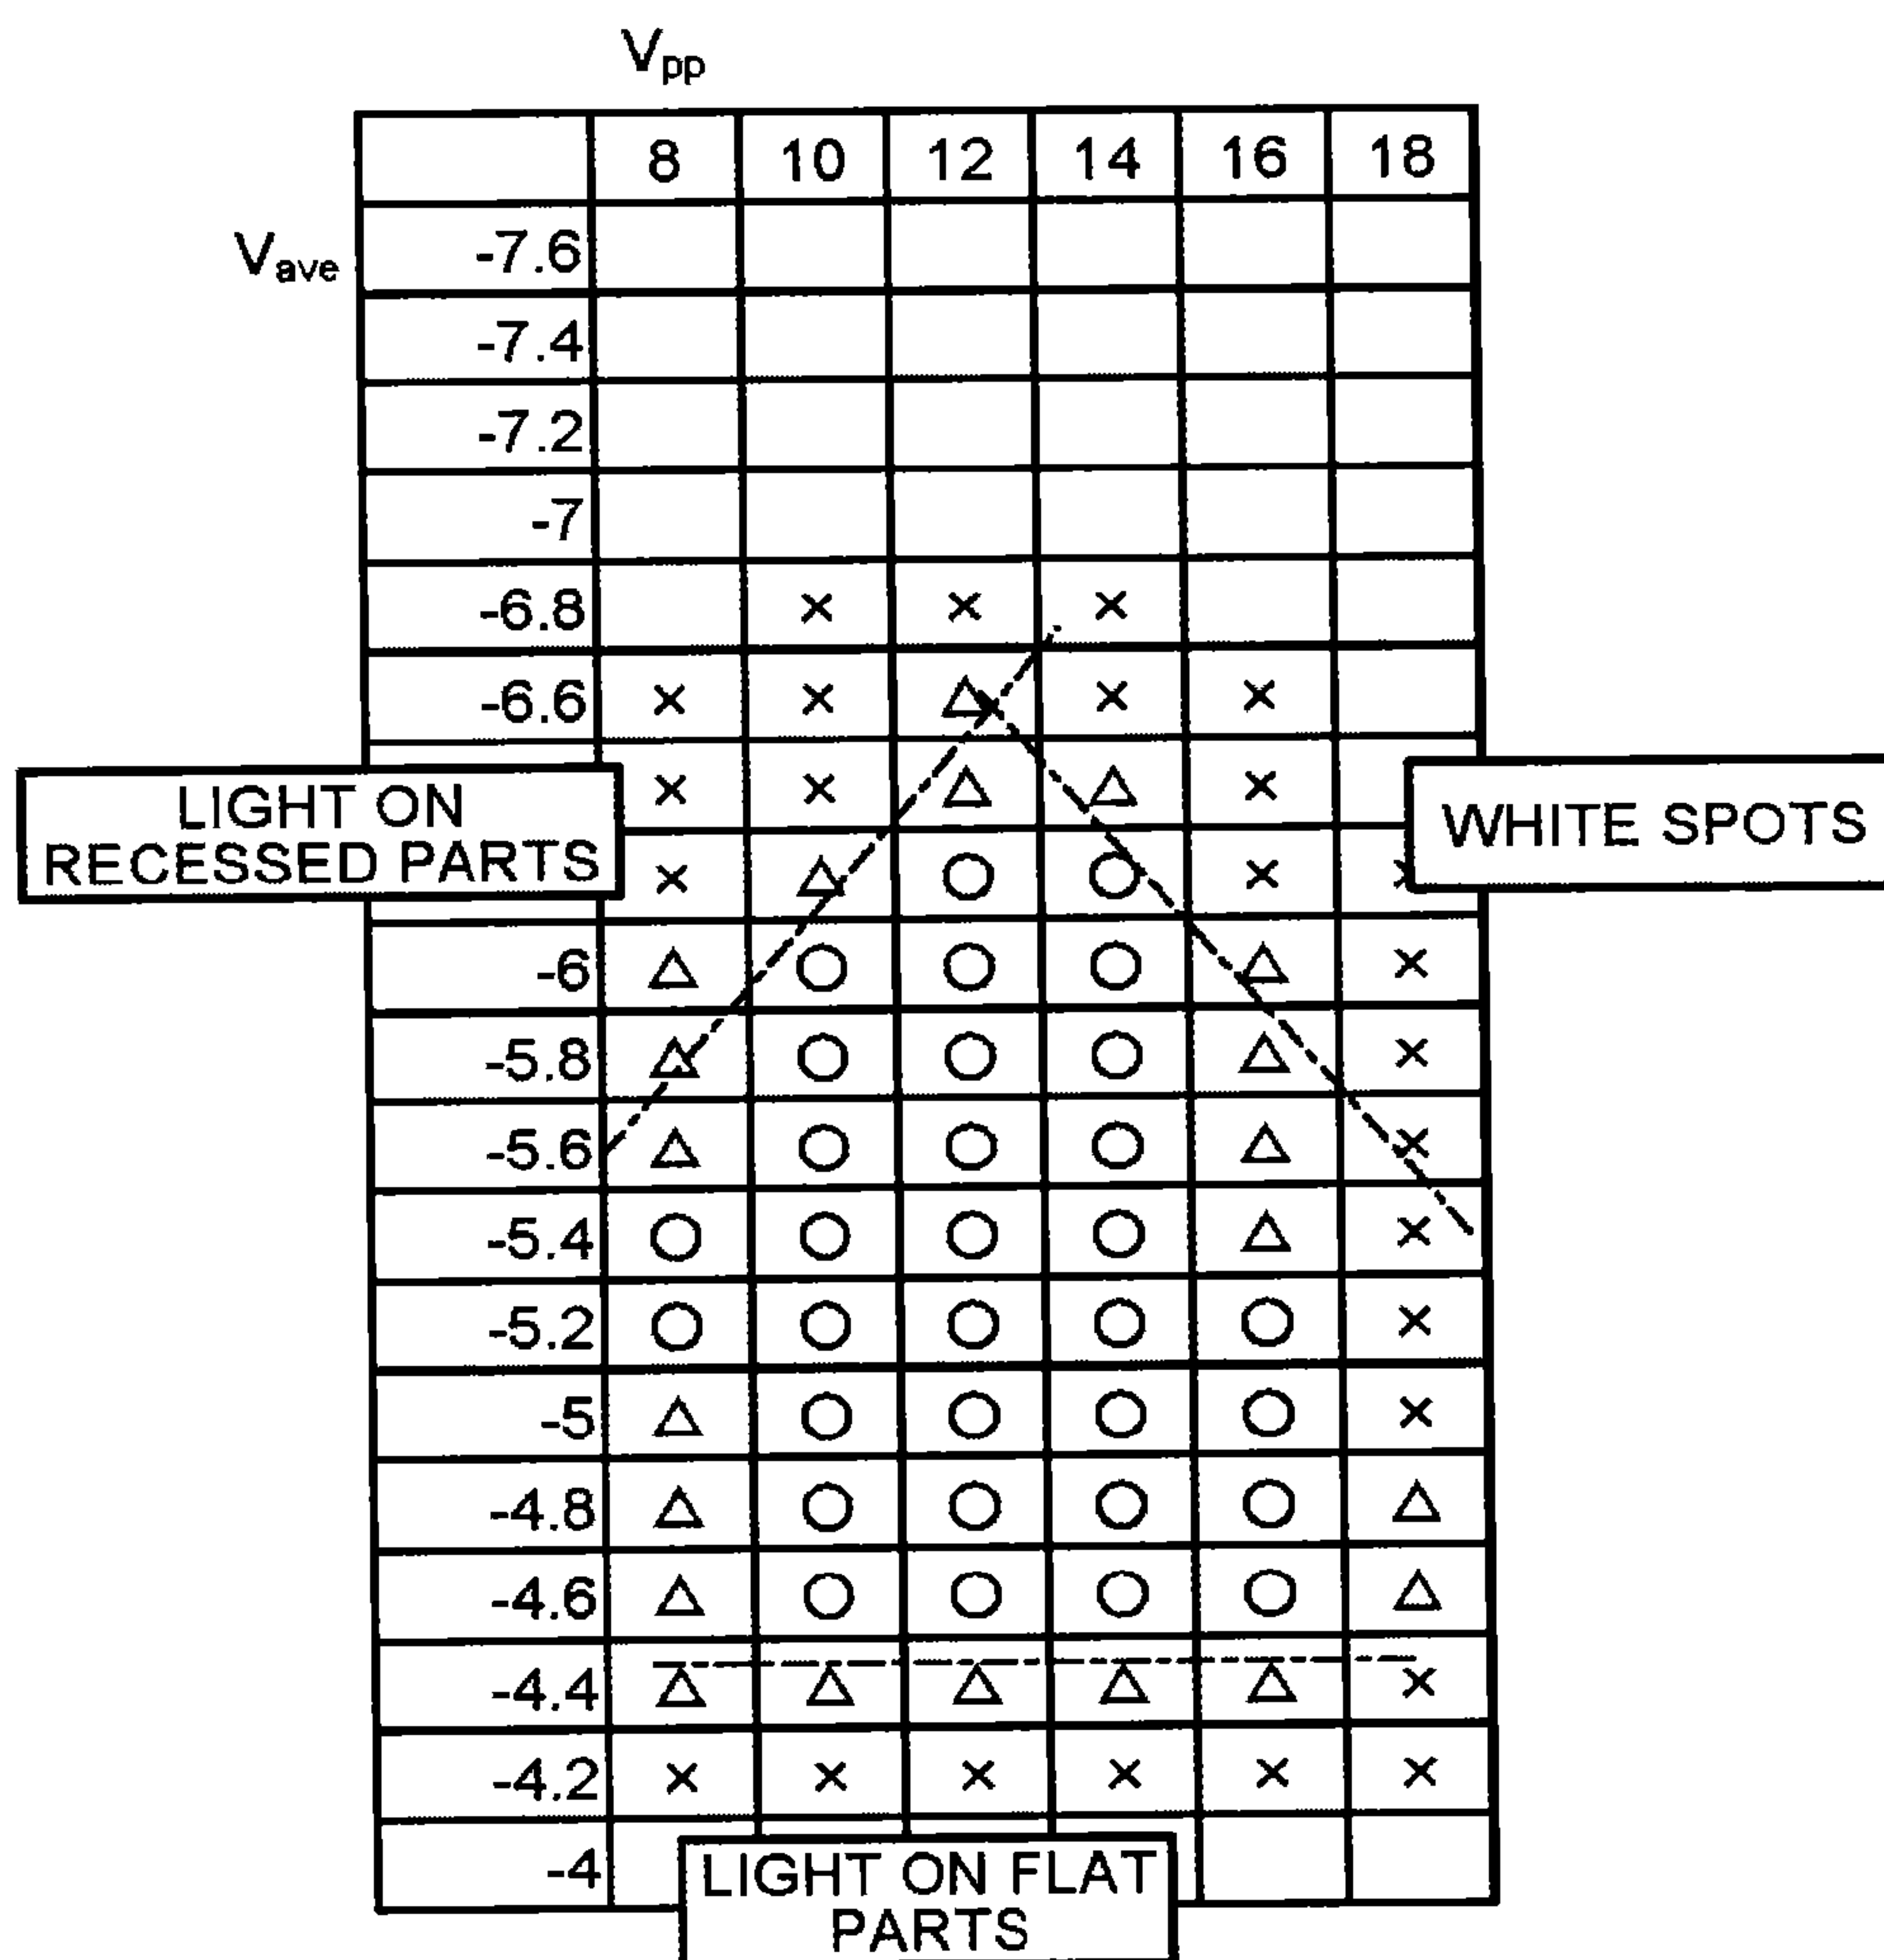 Vpp
8 10 12 14 16 18
Vave
-7.6
-7.4
-7.2
-7
-6.8 × × ×
-6.6 × × △ × ×
× × △ △ ×
LIGHT ON
RECESSED PARTS
WHITE SPOTS
× △ ○ ○ × ×
-6 △ ○ ○ ○ △ ×
-5.8 △ ○ ○ ○ △ ×
-5.6 △ ○ ○ ○ △ ×
-5.4 ○ ○ ○ ○ △ ×
-5.2 ○ ○ ○ ○ ○ ×
-5 △ ○ ○ ○ ○ ×
-4.8 △ ○ ○ ○ ○ △
-4.6 △ ○ ○ ○ ○ △
-4.4 △ △ △ △ △ ×
-4.2 × × × × × ×
-4
LIGHT ON FLAT
PARTS